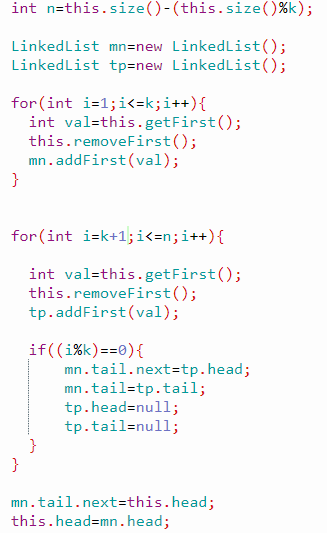 int n=this.size()-(this.size()%k);
LinkedList mn=new LinkedList();
LinkedList tp=new LinkedList();
for(int i=1;i<=k;i++){
int val=this.getFirst();
this.removeFirst();
mn.addFirst(val);
}
for(int i=k+1;i<=n;i++){
int val=this.getFirst();
this.removeFirst();
tp.addFirst(val);
if((i%k)==0){
mn.tail.next=tp.head;
mn.tail=tp.tail;
tp.head=null;
tp.tail=null;
}
}
mn.tail.next=this.head;
this.head=mn.head;